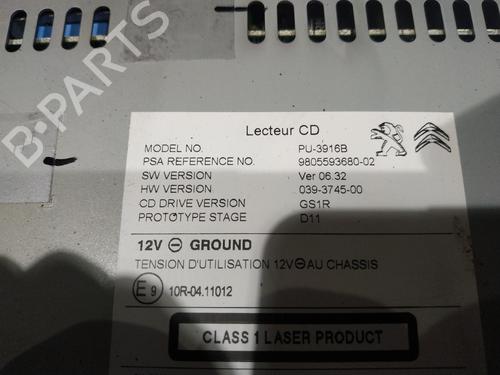 B-PARTS
Lecteur CD
MODEL NO. PU-3916B
PSA REFERENCE NO. 9805593680-02
SW VERSION Ver 06.32
HW VERSION 039-3745-00
CD DRIVE VERSION GS1R
PROTOTYPE STAGE D11
12V ⊖ GROUND
TENSION D'UTILISATION 12V⊖AU CHASSIS
E 9 10R-04.11012
CLASS 1 LASER PRODUCT